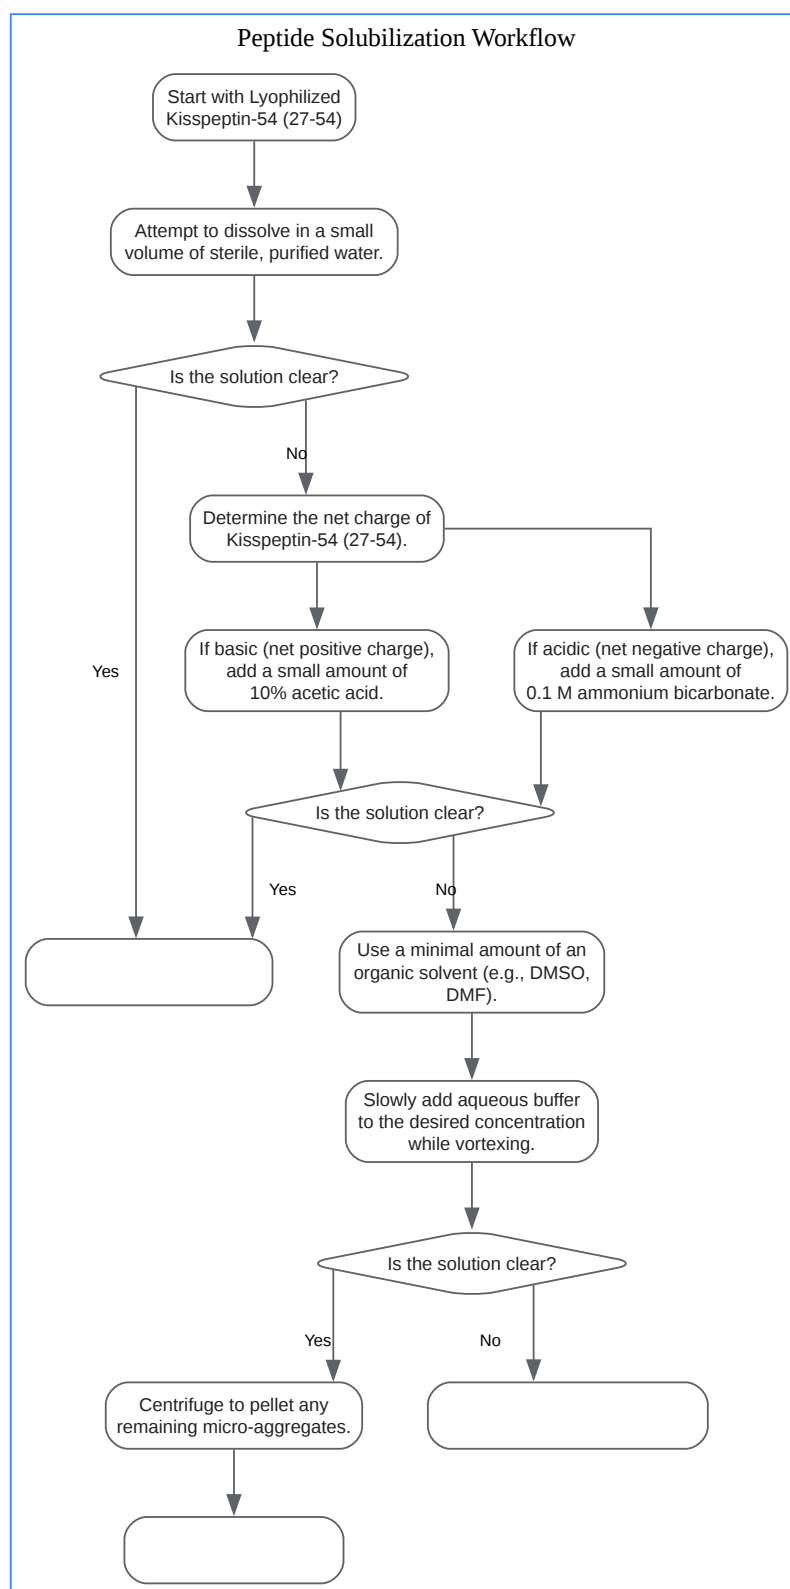 Peptide Solubilization Workflow
Start with Lyophilized
Kisspeptin-54 (27-54)
Attempt to dissolve in a small
volume of sterile, purified water.
Is the solution clear?
No
Determine the net charge of
Kisspeptin-54 (27-54).
Yes
If basic (net positive charge),
add a small amount of
10% acetic acid.
If acidic (net negative charge),
add a small amount of
0.1 M ammonium bicarbonate.
Is the solution clear?
Yes
No
Use a minimal amount of an
organic solvent (e.g., DMSO,
DMF).
Slowly add aqueous buffer
to the desired concentration
while vortexing.
Is the solution clear?
Yes
No
Centrifuge to pellet any
remaining micro-aggregates.